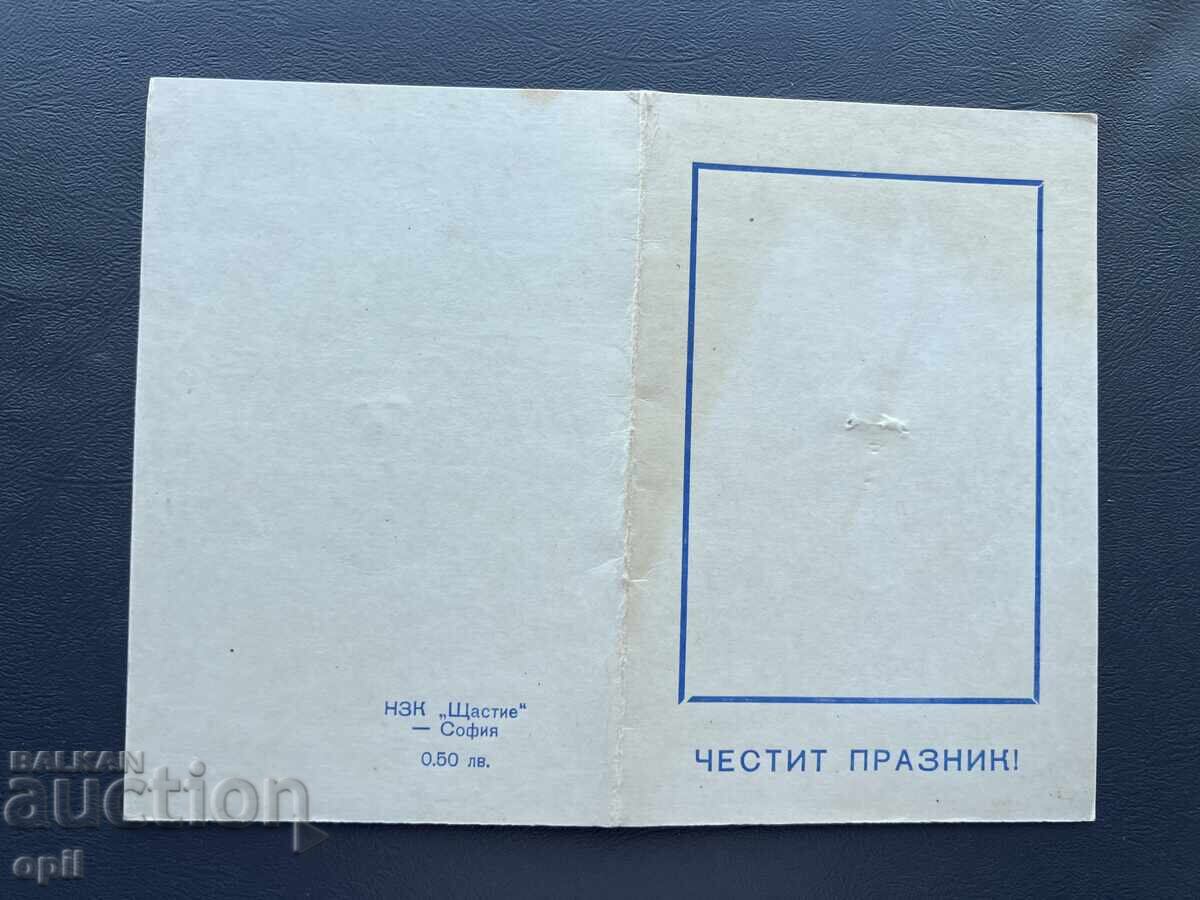 НЗК „Щастие“
— София
0.50 лв.
ЧЕСТИТ ПРАЗНИК!
BALKAN
auction
opil